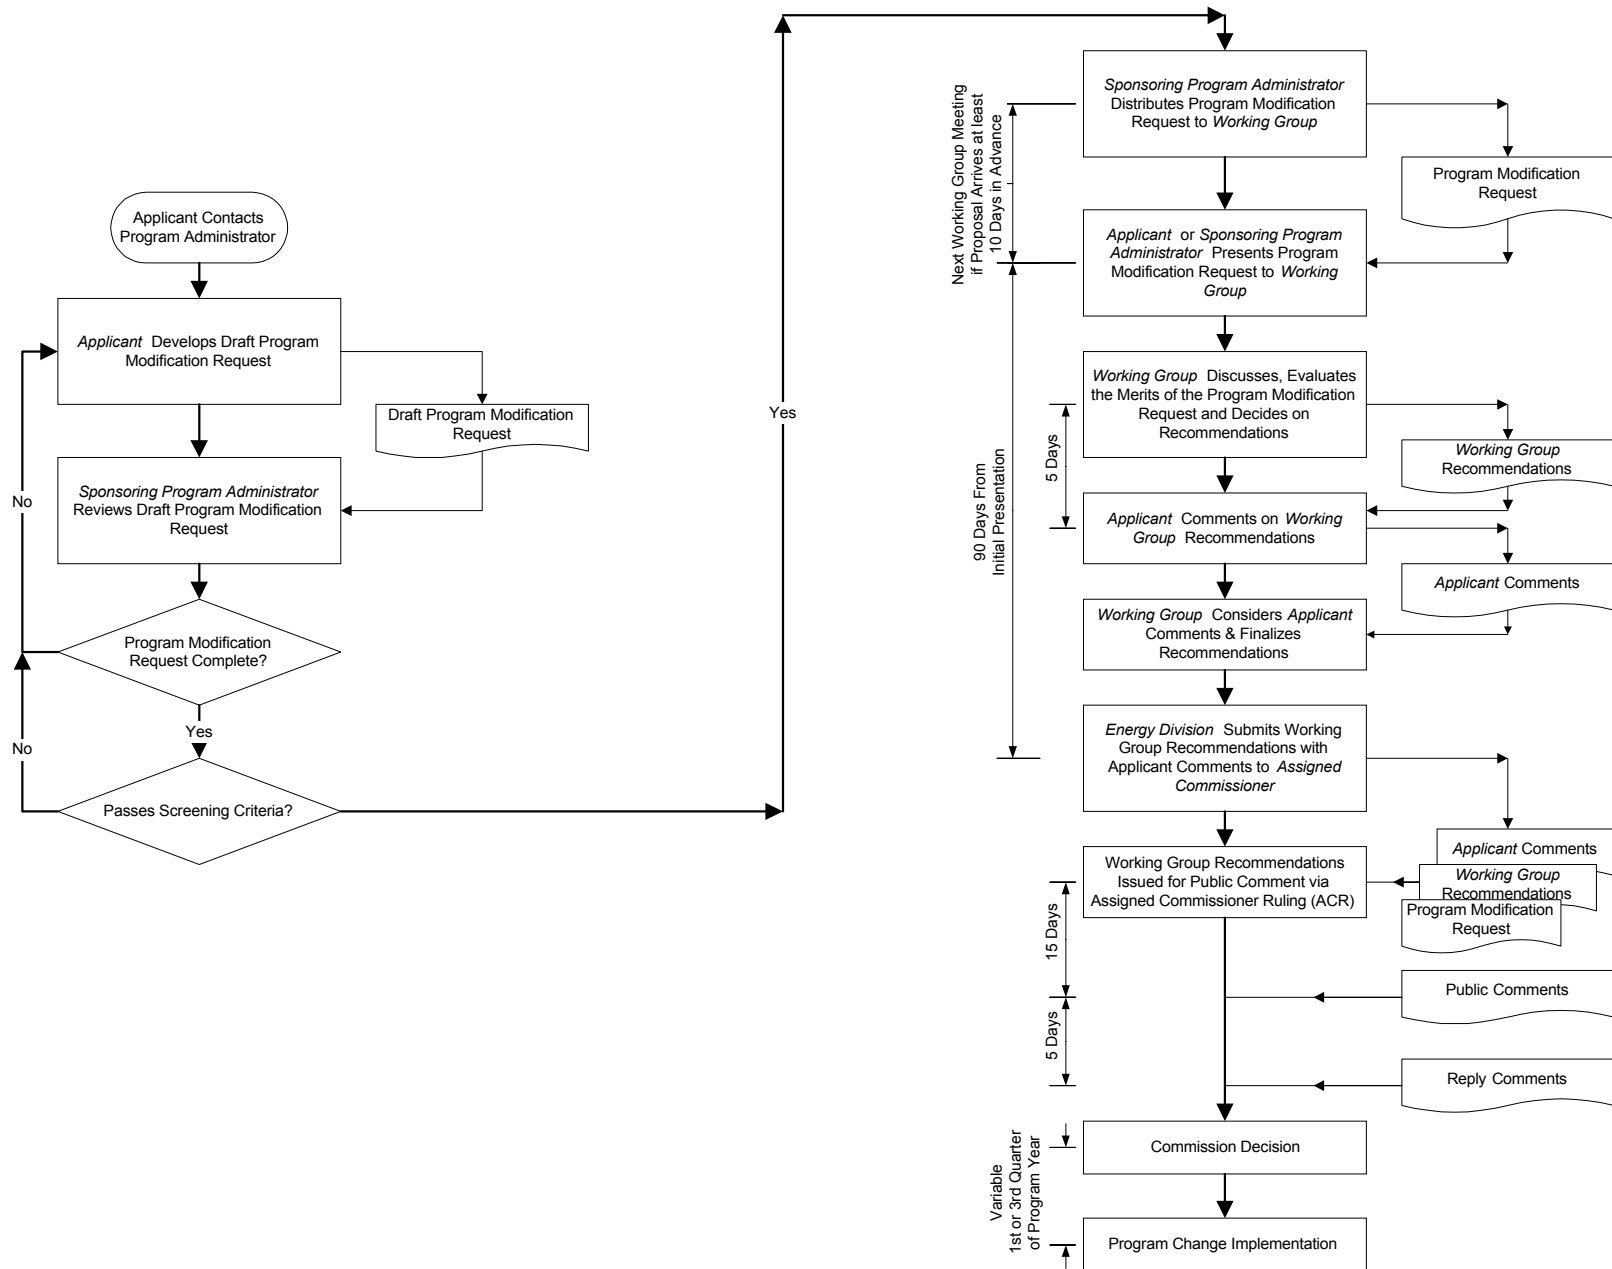 Applicant Contacts
Program Administrator
Applicant Develops Draft Program
Modification Request
Draft Program Modification
Request
Sponsoring Program Administrator
Reviews Draft Program Modification
Request
No
Program Modification
Request Complete?
Yes
No
Passes Screening Criteria?
Yes
Sponsoring Program Administrator
Distributes Program Modification
Request to Working Group
Program Modification
Request
Next Working Group Meeting
if Proposal Arrives at least
10 Days in Advance
Applicant or Sponsoring Program
Administrator Presents Program
Modification Request to Working
Group
Working Group Discusses, Evaluates
the Merits of the Program Modification
Request and Decides on
Recommendations
Working Group
Recommendations
5 Days
90 Days From
Initial Presentation
Applicant Comments on Working
Group Recommendations
Applicant Comments
Working Group Considers Applicant
Comments & Finalizes
Recommendations
Energy Division Submits Working
Group Recommendations with
Applicant Comments to Assigned
Commissioner
Applicant Comments
Working Group
Recommendations
Program Modification
Request
Working Group Recommendations
Issued for Public Comment via
Assigned Commissioner Ruling (ACR)
15 Days
Public Comments
5 Days
Reply Comments
Commission Decision
Variable
1st or 3rd Quarter
of Program Year
Program Change Implementation